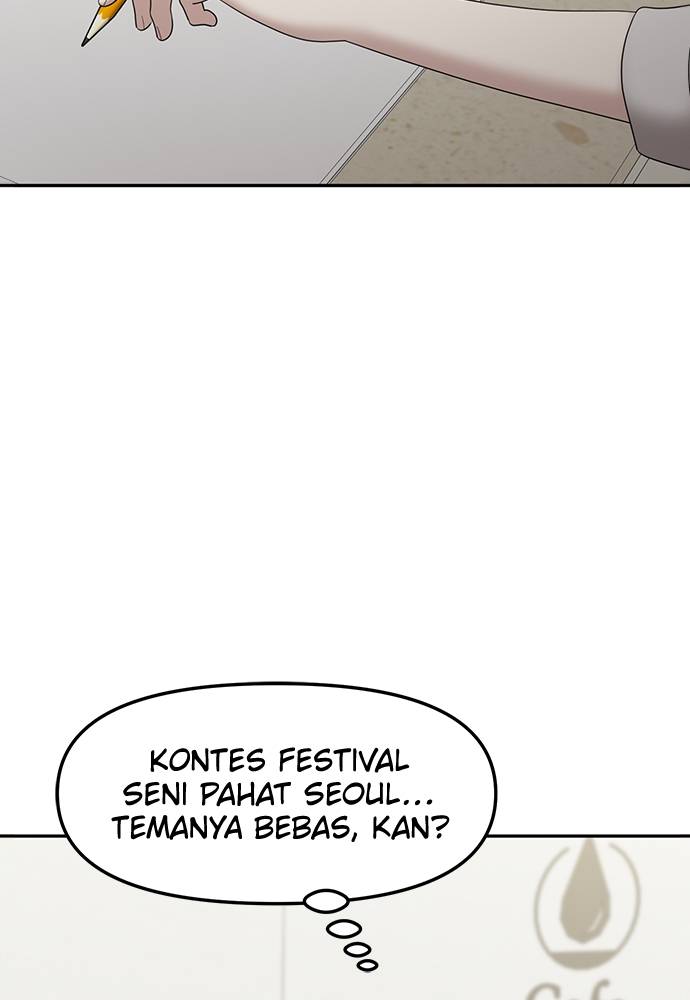 KONTES FESTIVAL
SENI PAHAT SEOUL...
TEMANYA BEBAS, KAN?